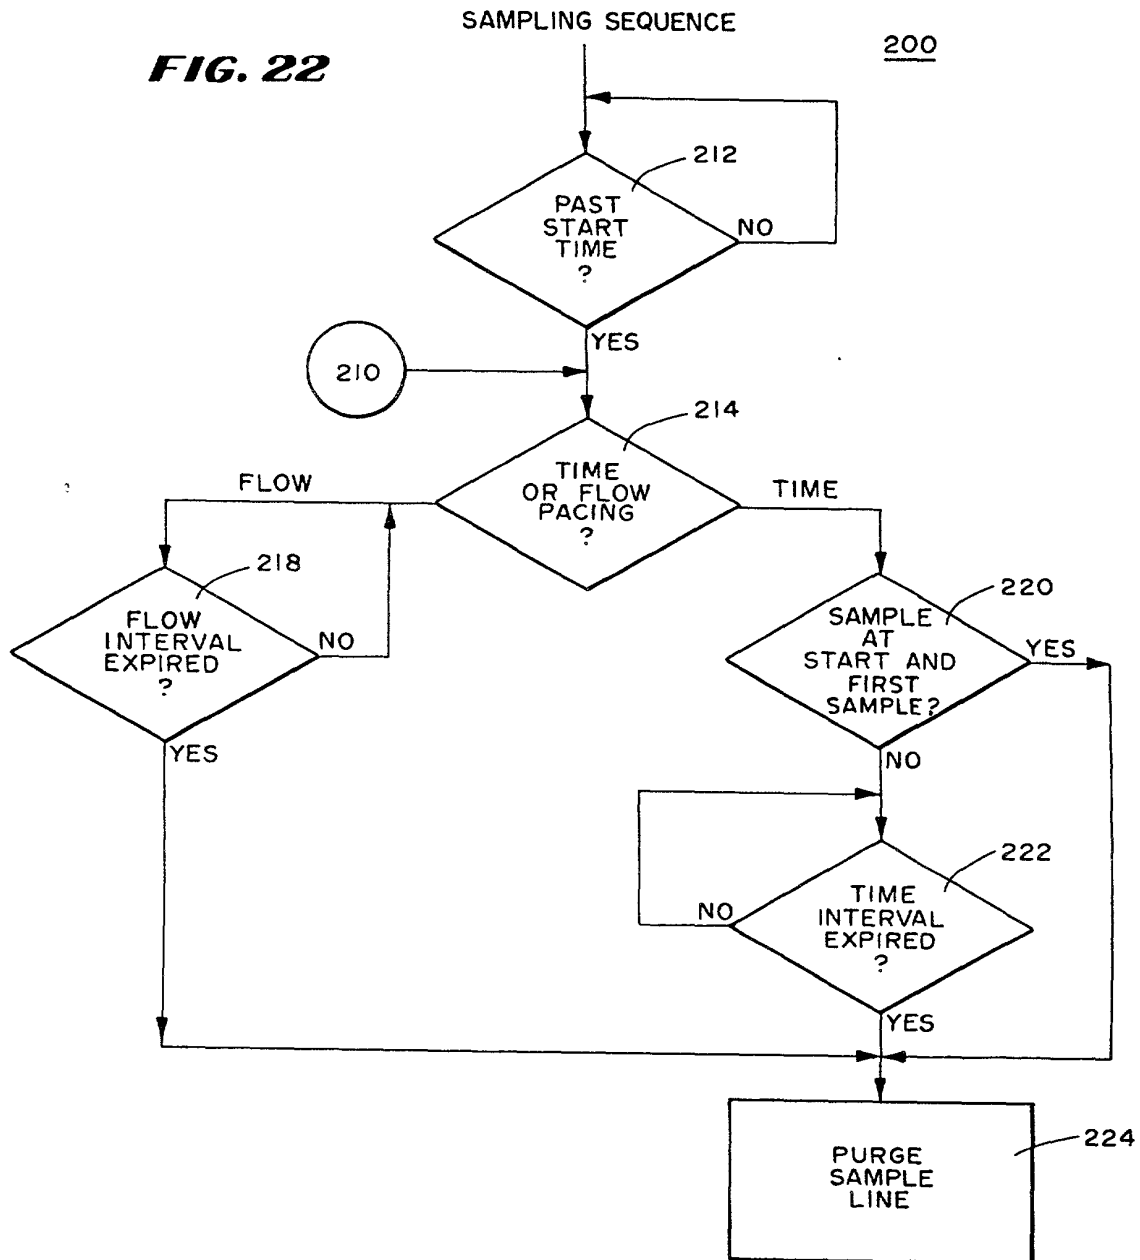 SAMPLING SEQUENCE
FIG. 22
200
212
PAST
START
TIME
?
NO
YES
210
214
TIME
OR FLOW
PACING
?
FLOW
TIME
218
FLOW
INTERVAL
EXPIRED
?
NO
YES
220
SAMPLE
AT
START AND
FIRST
SAMPLE?
YES
NO
222
TIME
INTERVAL
EXPIRED
?
NO
YES
224
PURGE
SAMPLE
LINE